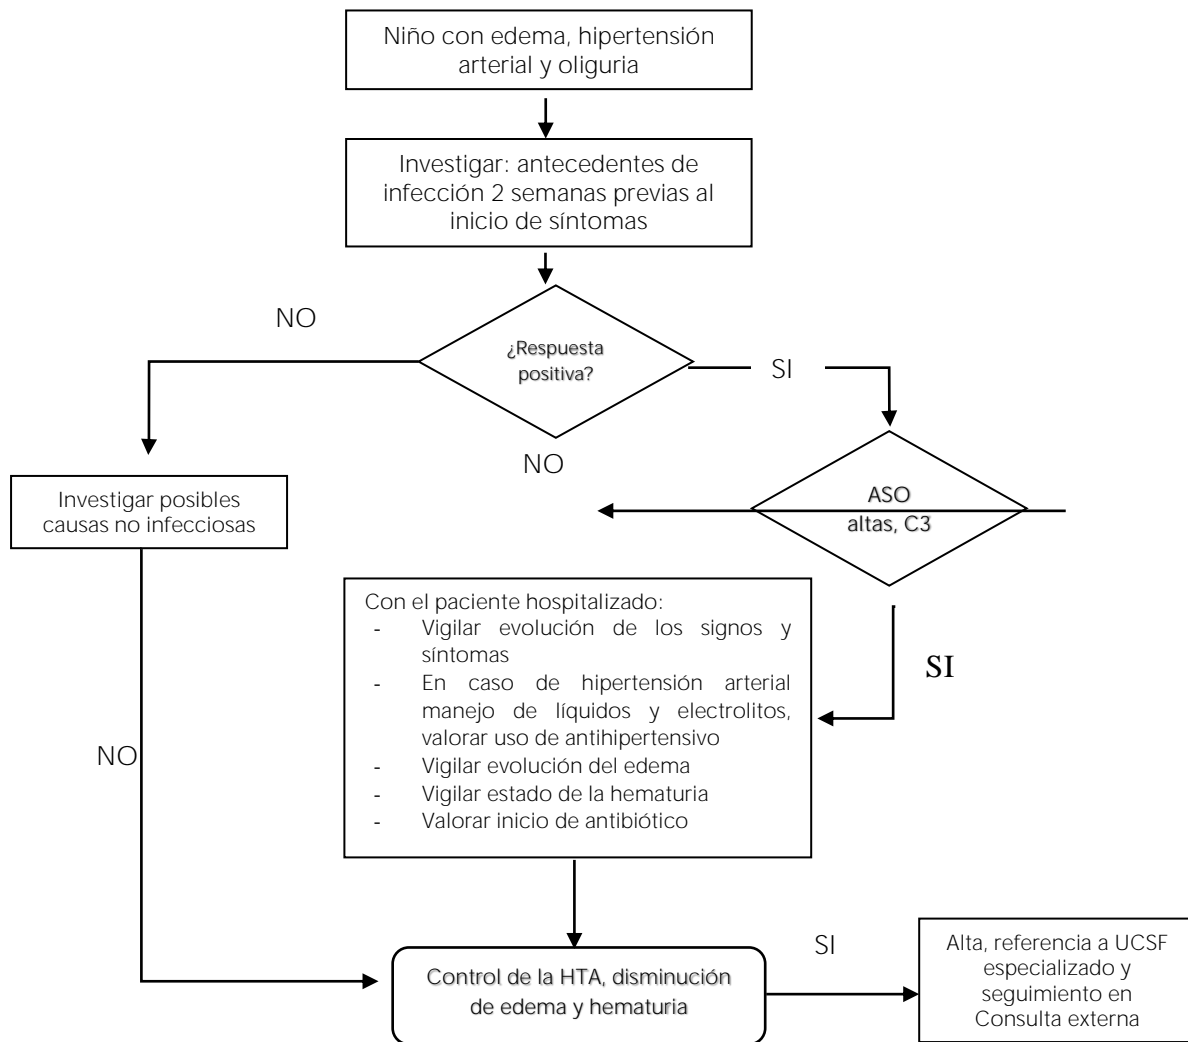 Niño con edema, hipertensión
arterial y oliguria
Investigar: antecedentes de
infección 2 semanas previas al
inicio de síntomas
NO
¿Respuesta
positiva?
SI
NO
Investigar posibles
causas no infecciosas
ASO
altas, C3
Con el paciente hospitalizado:
- Vigilar evolución de los signos y
síntomas
- En caso de hipertensión arterial
manejo de líquidos y electrolitos,
valorar uso de antihipertensivo
- Vigilar evolución del edema
- Vigilar estado de la hematuria
- Valorar inicio de antibiótico
SI
NO
SI
Control de la HTA, disminución
de edema y hematuria
Alta, referencia a UCSF
especializado y
seguimiento en
Consulta externa